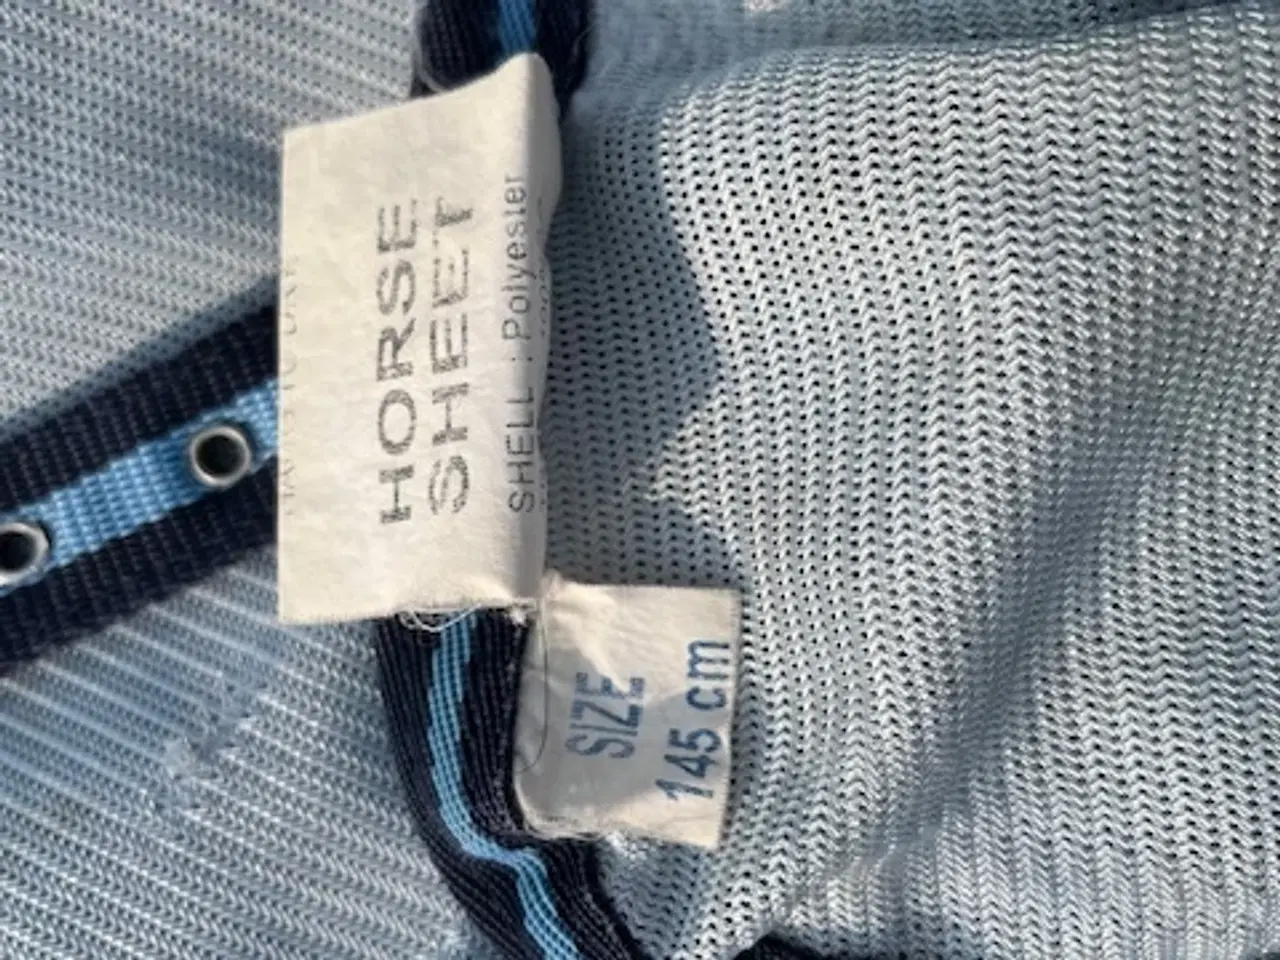 HORSE
SHEET
SHELL : Polyester
SIZE
145 cm